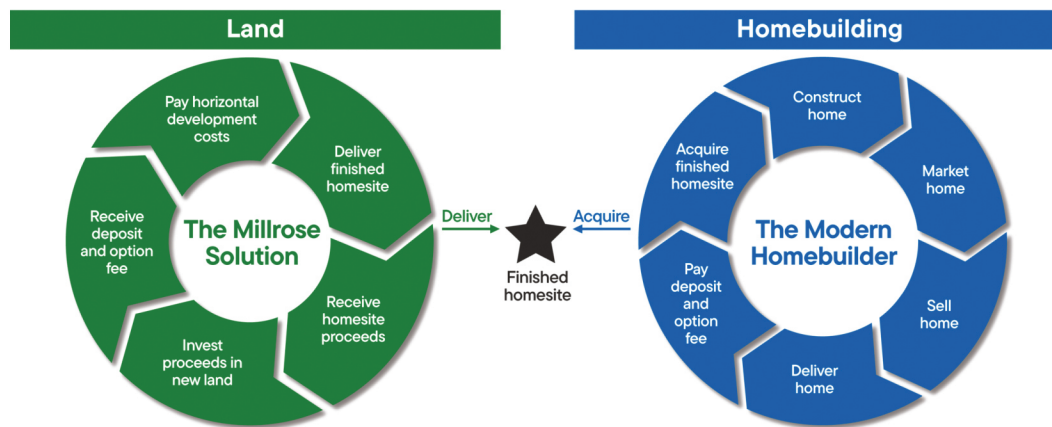 Land
Pay horizontal
development
costs
Deliver
finished
homesite
Receive
homesite
proceeds
Invest
proceeds in
new land
Receive
deposit
and option
fee
The Millrose
Solution
Deliver
Finished
homesite
Acquire
Homebuilding
Construct
home
Market
home
Sell
home
Deliver
home
Pay
deposit
and
option
fee
Acquire
finished
homesite
The Modern
Homebuilder